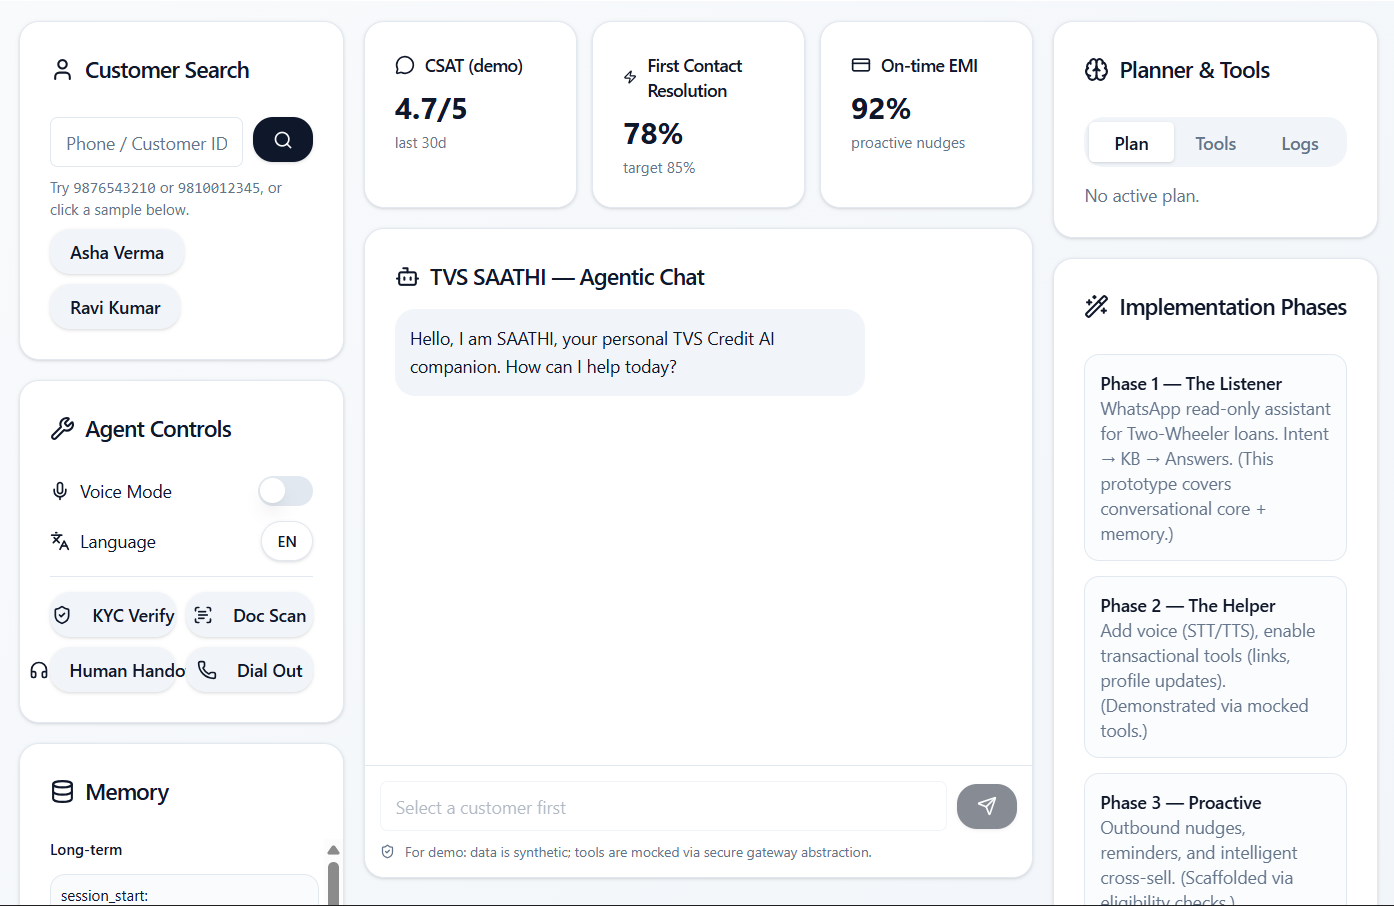 Customer Search
Phone / Customer ID
Try 9876543210 or 9810012345, or
click a sample below.
Asha Verma
Ravi Kumar
Agent Controls
Voice Mode
Language
EN
KYC Verify
Doc Scan
Human Hando
Dial Out
Memory
Long-term
session_start:
CSAT (demo)
4.7/5
last 30d
First Contact
Resolution
78%
target 85%
On-time EMI
92%
proactive nudges
TVS SAATHI — Agentic Chat
Hello, I am SAATHI, your personal TVS Credit AI
companion. How can I help today?
Select a customer first
For demo: data is synthetic; tools are mocked via secure gateway abstraction.
Planner & Tools
Plan
Tools
Logs
No active plan.
Implementation Phases
Phase 1 — The Listener
WhatsApp read-only assistant
for Two-Wheeler loans. Intent
→ KB → Answers. (This
prototype covers
conversational core +
memory.)
Phase 2 — The Helper
Add voice (STT/TTS), enable
transactional tools (links,
profile updates).
(Demonstrated via mocked
tools.)
Phase 3 — Proactive
Outbound nudges,
reminders, and intelligent
cross-sell. (Scaffolded via
eligibility checks.)